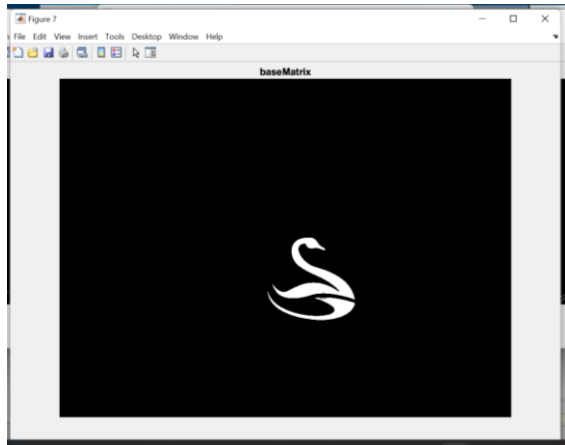 Figure 7
File Edit View Insert Tools Desktop Window Help
baseMatrix